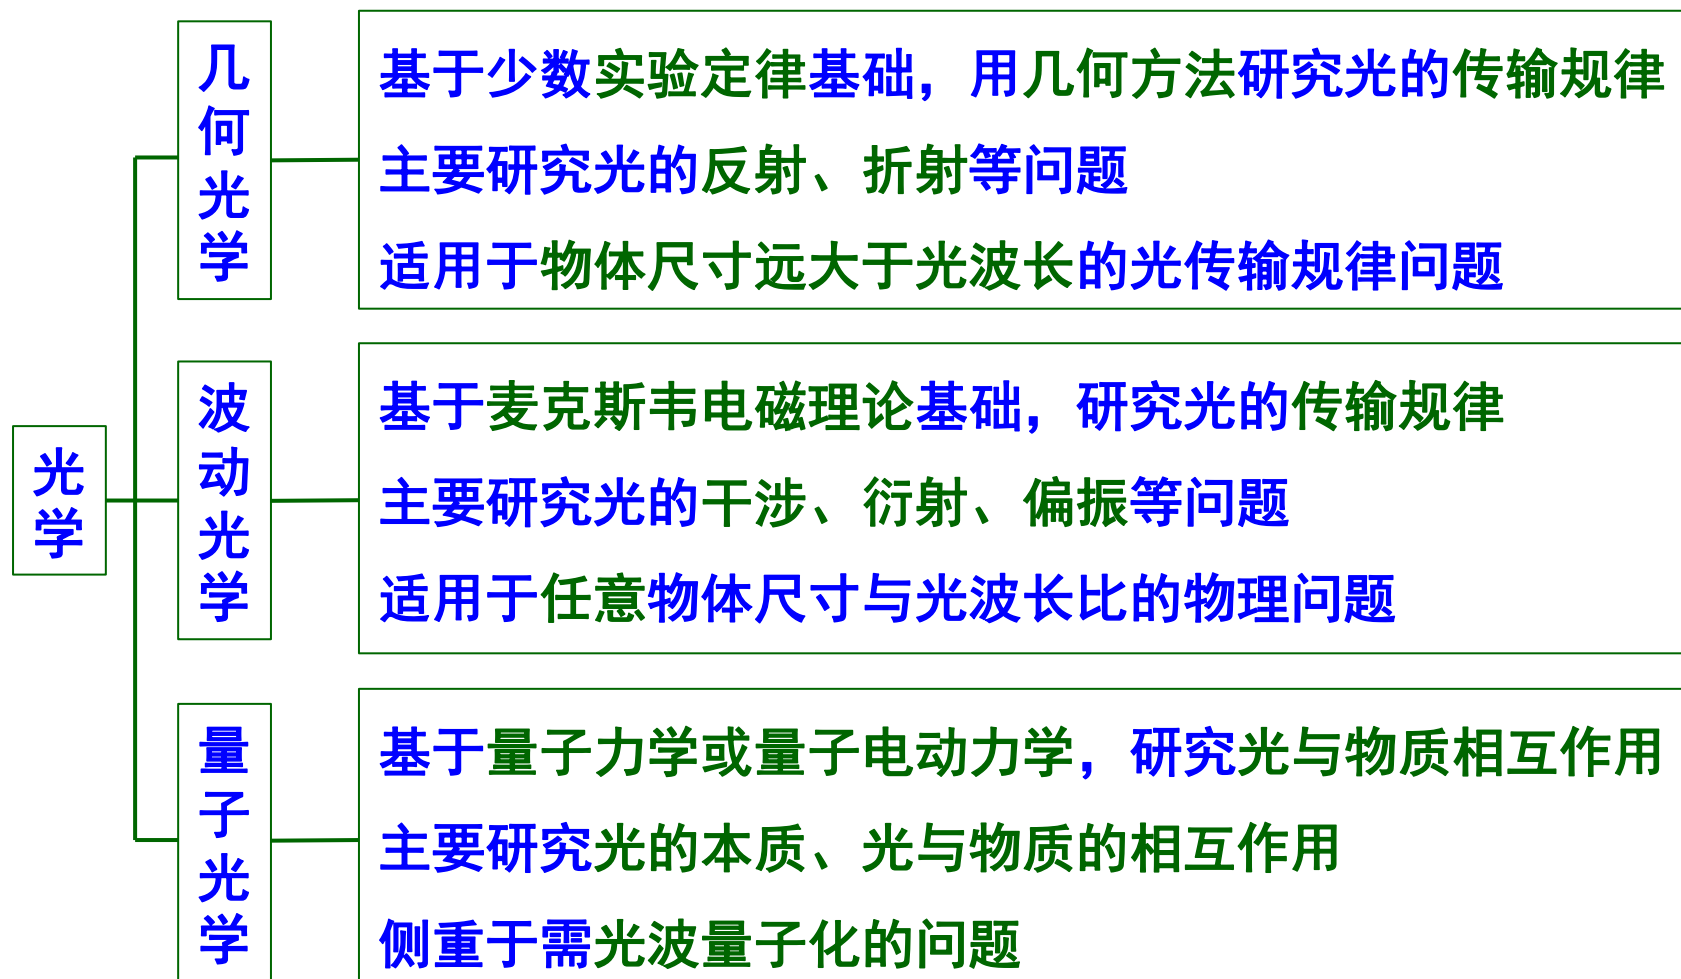 光学
几何光学
基于少数实验定律基础，用几何方法研究光的传输规律
主要研究光的反射、折射等问题
适用于物体尺寸远大于光波长的光传输规律问题
波动光学
基于麦克斯韦电磁理论基础，研究光的传输规律
主要研究光的干涉、衍射、偏振等问题
适用于任意物体尺寸与光波长比的物理问题
量子光学
基于量子力学或量子电动力学，研究光与物质相互作用
主要研究光的本质、光与物质的相互作用
侧重于需光波量子化的问题